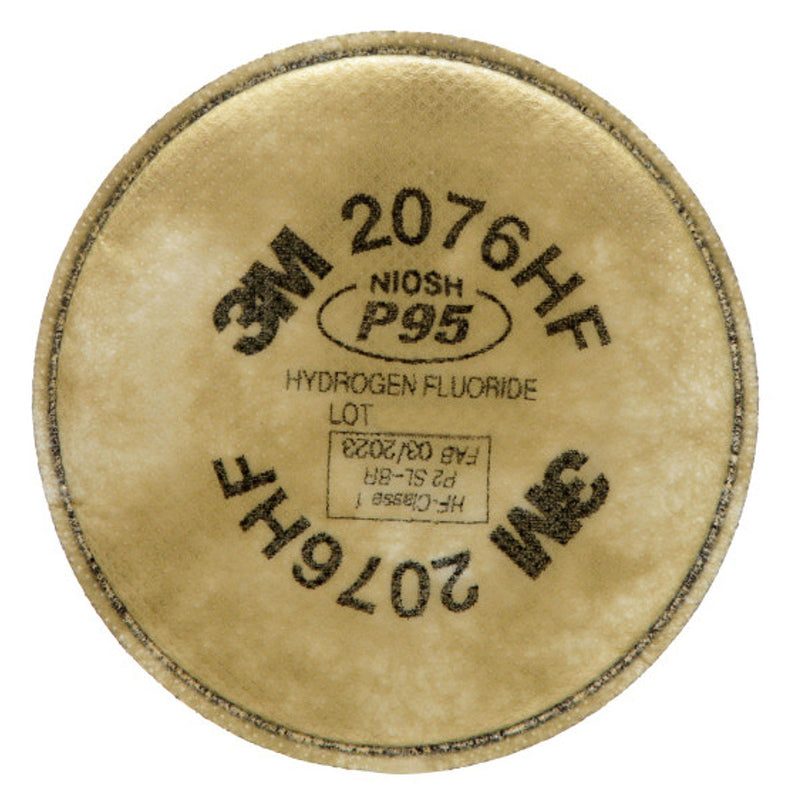 3M 2076HF
NIOSH
P95
HYDROGEN FLUORIDE
LOT
HF-Classe 1
P2 SL-BR
FAB 03/2023
3M 2076HF